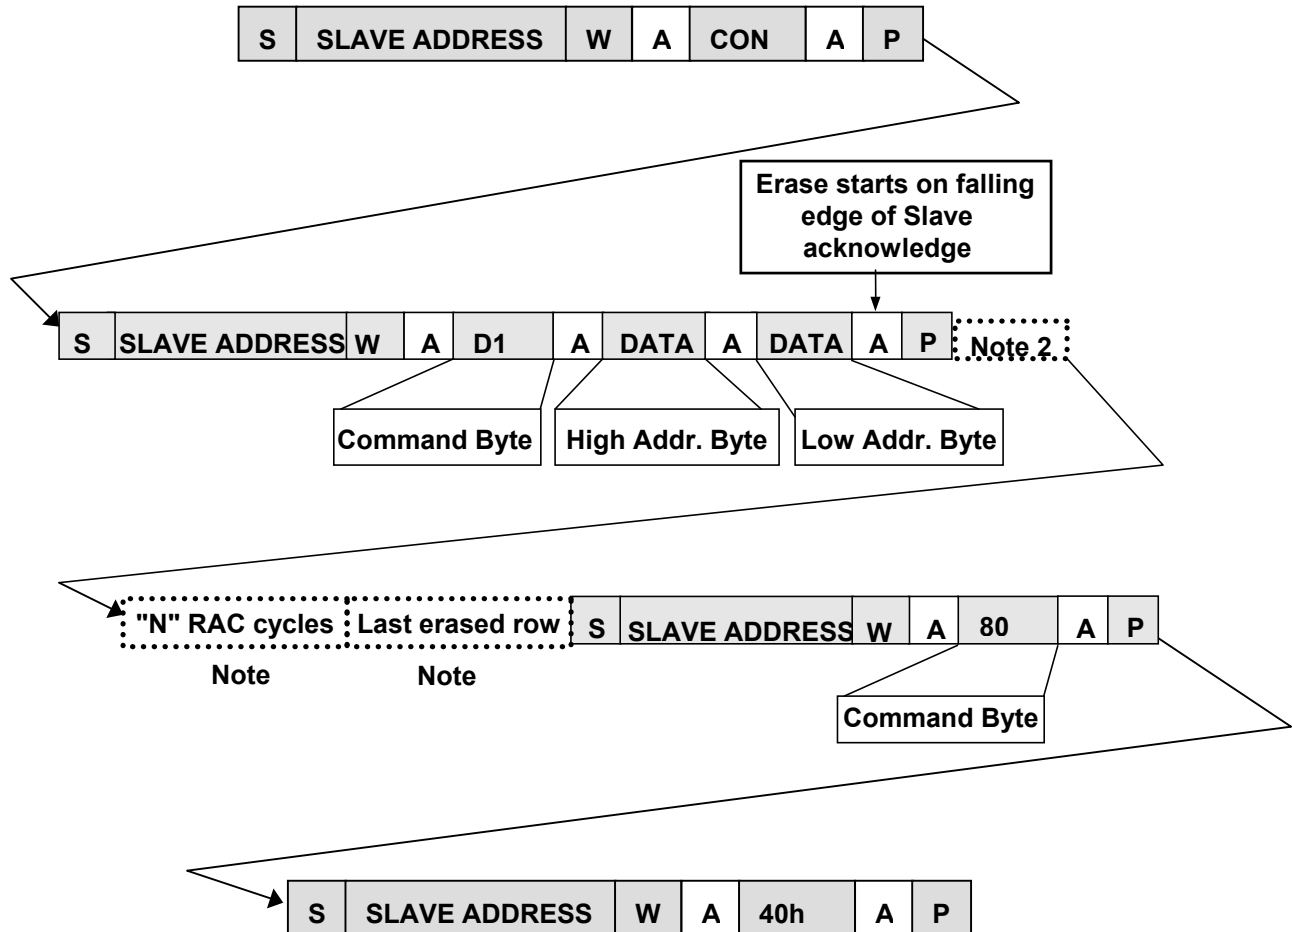 S SLAVE ADDRESS W A CON A P
Erase starts on falling
edge of Slave
acknowledge
S SLAVE ADDRESS W A D1 A DATA A DATA A P Note 2
Command Byte High Addr. Byte Low Addr. Byte
"N" RAC cycles Last erased row S SLAVE ADDRESS W A 80 A P
Note Note
Command Byte
S SLAVE ADDRESS W A 40h A P